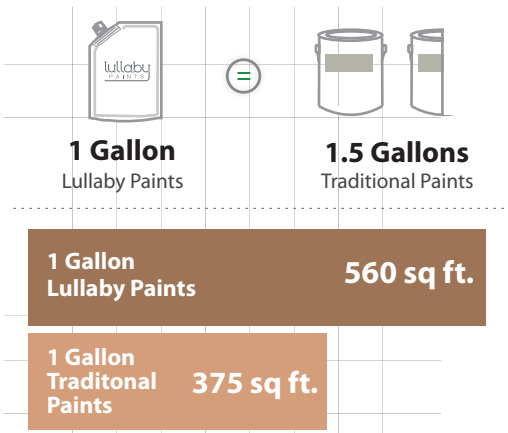 lullaby
PAINTS
=
1 Gallon
Lullaby Paints
1.5 Gallons
Traditional Paints
1 Gallon
Lullaby Paints
560 sq ft.
1 Gallon
Traditonal
Paints
375 sq ft.